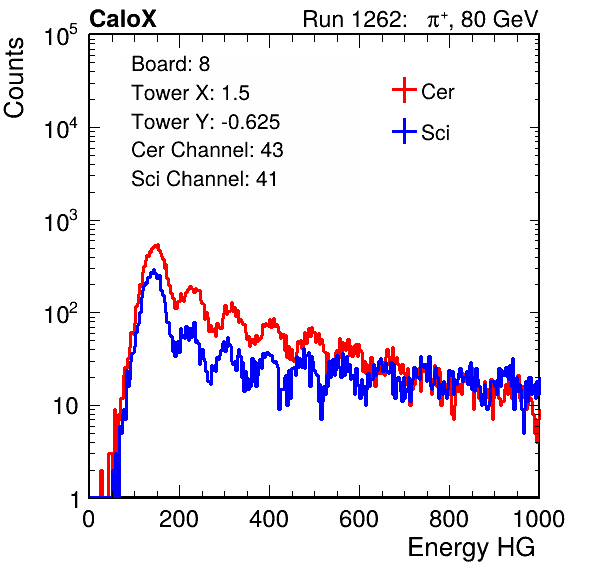 CaloX Run 1262: π⁺, 80 GeV
Counts
10⁵
10⁴
10³
10²
10
1
Board: 8
Tower X: 1.5
Tower Y: -0.625
Cer Channel: 43
Sci Channel: 41
Cer
Sci
0 200 400 600 800 1000
Energy HG